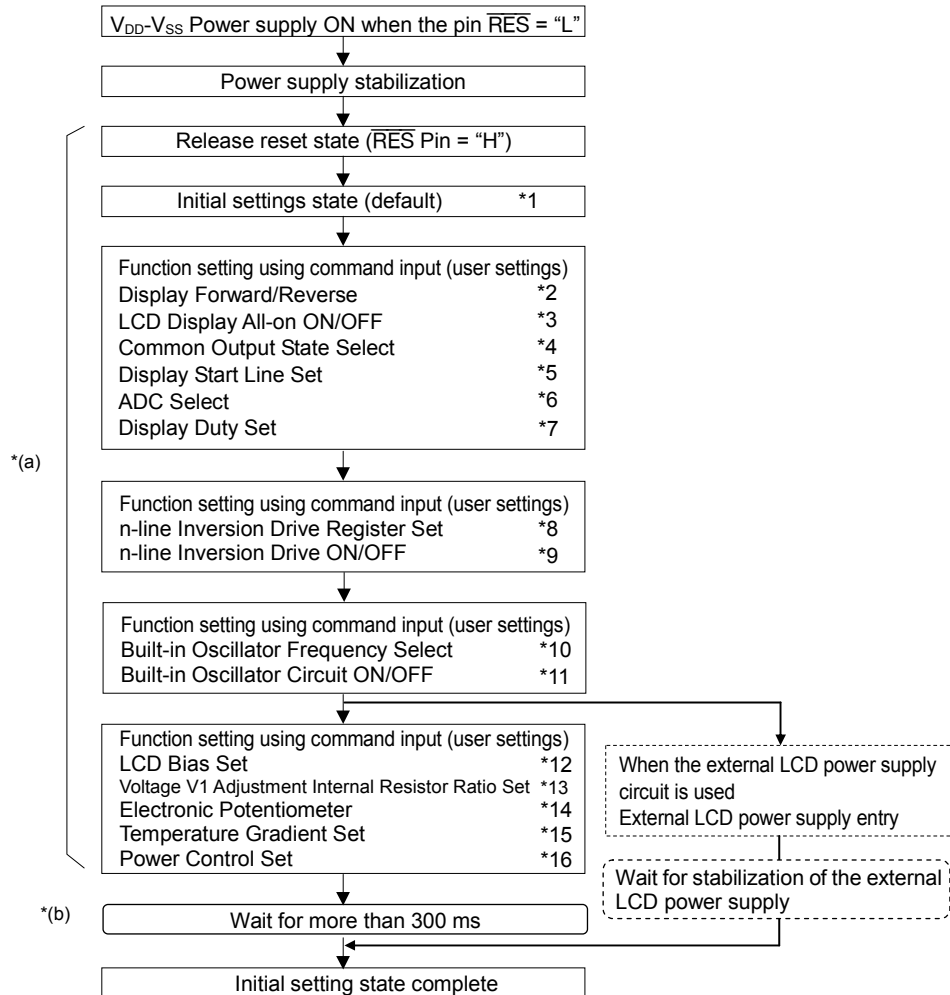 VDD-VSS Power supply ON when the pin R̅E̅S̅ = “L”
Power supply stabilization
Release reset state (R̅E̅S̅ Pin = “H”)
Initial settings state (default) *1
Function setting using command input (user settings)
Display Forward/Reverse *2
LCD Display All-on ON/OFF *3
Common Output State Select *4
Display Start Line Set *5
ADC Select *6
Display Duty Set *7
*(a)
Function setting using command input (user settings)
n-line Inversion Drive Register Set *8
n-line Inversion Drive ON/OFF *9
Function setting using command input (user settings)
Built-in Oscillator Frequency Select *10
Built-in Oscillator Circuit ON/OFF *11
Function setting using command input (user settings)
LCD Bias Set *12
Voltage V1 Adjustment Internal Resistor Ratio Set *13
Electronic Potentiometer *14
Temperature Gradient Set *15
Power Control Set *16
When the external LCD power supply
circuit is used
External LCD power supply entry
Wait for stabilization of the external
LCD power supply
*(b)
Wait for more than 300 ms
Initial setting state complete